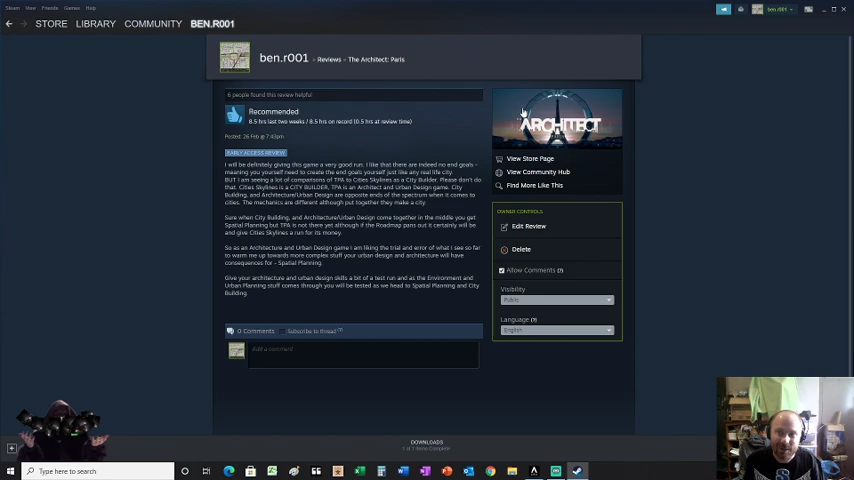 Steam View Friends Games Help
ben.r001
STORE LIBRARY COMMUNITY BEN.R001
ben.r001 » Reviews » The Architect: Paris
6 people found this review helpful
Recommended
8.5 hrs last two weeks / 8.5 hrs on record (0.5 hrs at review time)
Posted: 26 Feb @ 7:43pm
EARLY ACCESS REVIEW
I will be definitely giving this game a very good run. I like that there are indeed no end goals -
meaning you yourself need to create the end goals yourself just like any real life city.
BUT I am seeing a lot of comparisons of TPA to Cities Skylines as a City Builder. Please don't do
that. Cities Skylines is a CITY BUILDER, TPA is an Architect and Urban Design game. City
Building, and Architecture/Urban Design are opposite ends of the spectrum when it comes to
cities. The mechanics are different although put together they make a city.
Sure when City Building, and Architecture/Urban Design come together in the middle you get
Spatial Planning but TPA is not there yet although if the Roadmap pans out it certainly will be
and give Cities Skylines a run for its money.
So as an Architecture and Urban Design game I am liking the trial and error of what I see so far
to warm me up towards more complex stuff your urban design and architecture will have
consequences for - Spatial Planning.
Give your architecture and urban design skills a bit of a test run and as the Environment and
Urban Planning stuff comes through you will be tested as we head to Spatial Planning and City
Building.
0 Comments Subscribe to thread (?)
Add a comment
ARCHITECT
View Store Page
View Community Hub
Find More Like This
OWNER CONTROLS
Edit Review
Delete
Allow Comments (?)
Visibility
Public
Language (?)
English
DOWNLOADS
1 of 1 Items Complete
Type here to search